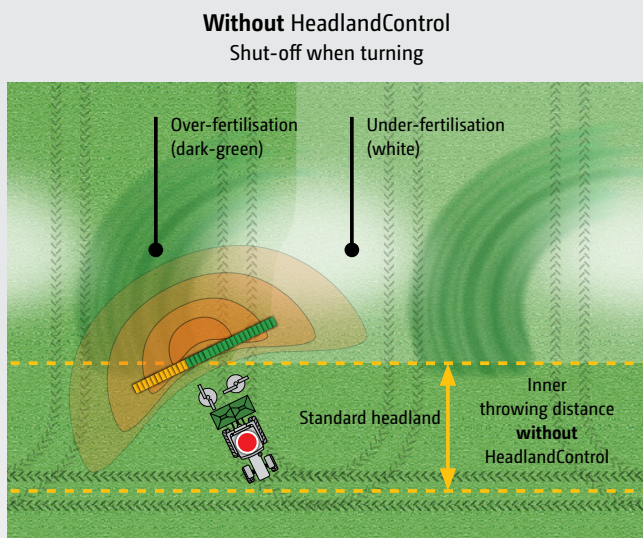 Without HeadlandControl
Shut-off when turning
Over-fertilisation
(dark-green)
Under-fertilisation
(white)
Standard headland
Inner
throwing distance
without
HeadlandControl